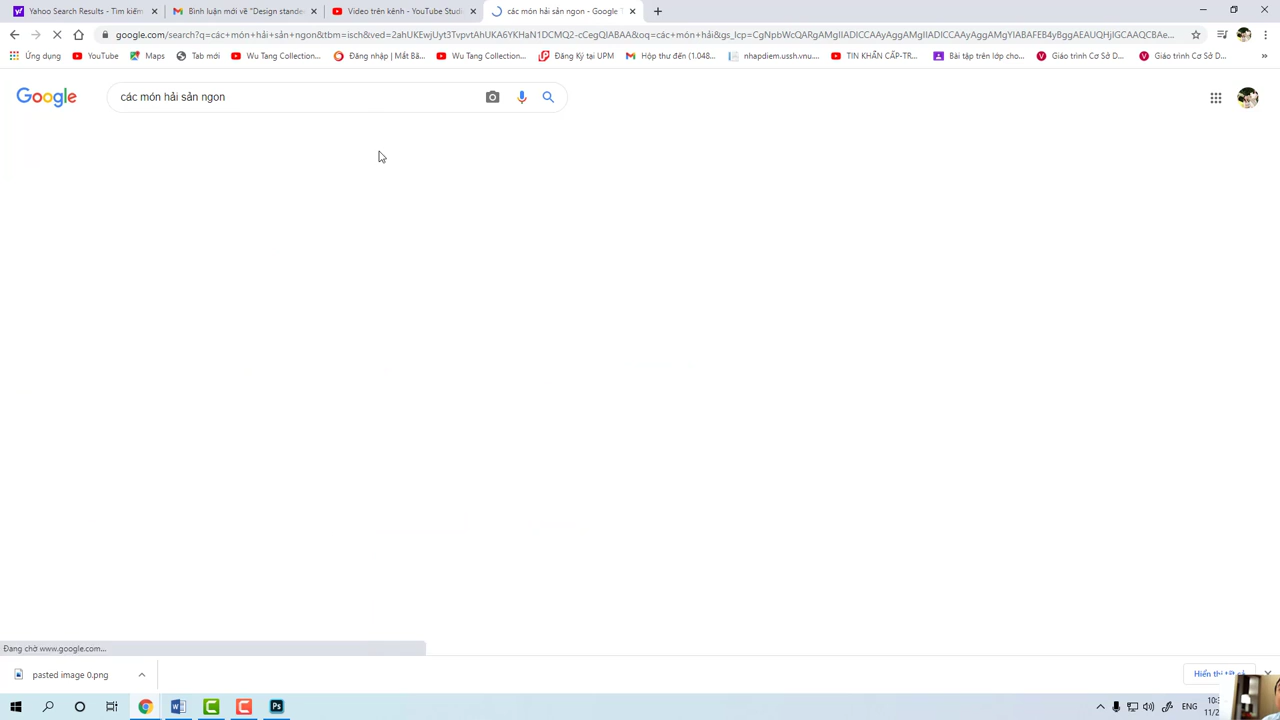 Yahoo Search Results - Tìm kiếm
Bình luận mới về "Design stande
Video trên kênh - YouTube Studi
các món hải sản ngon - Google T
google.com/search?q=các+món+hải+sản+ngon&tbm=isch&ved=2ahUKEwjUyt3TvpvtAhUKA6YKHaN1DCMQ2-cCegQIABAA&oq=các+món+hải&gs_lcp=CgNpbWcQARgAMgIIADICCAAyAggAMgIIADICCAAyAggAMgYIABAFEB4yBggAEAUQHjIGCAAQCBAe...
Ứng dụng
YouTube
Maps
Tab mới
Wu Tang Collection...
Đăng nhập | Mắt Bã...
Wu Tang Collection...
Đăng Ký tại UPM
Hộp thư đến (1.048...
nhapdiem.ussh.vnu...
TIN KHẨN CẤP-TR...
Bài tập trên lớp cho...
Giáo trình Cơ Sở D...
Giáo trình Cơ Sở D...
»
Google
các món hải sản ngon
Đang chờ www.google.com...
pasted image 0.png
Hiển thị tất cả
ENG